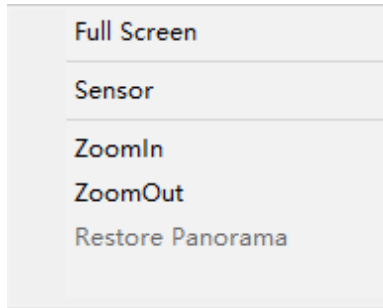 Full Screen
Sensor
ZoomIn
ZoomOut
Restore Panorama